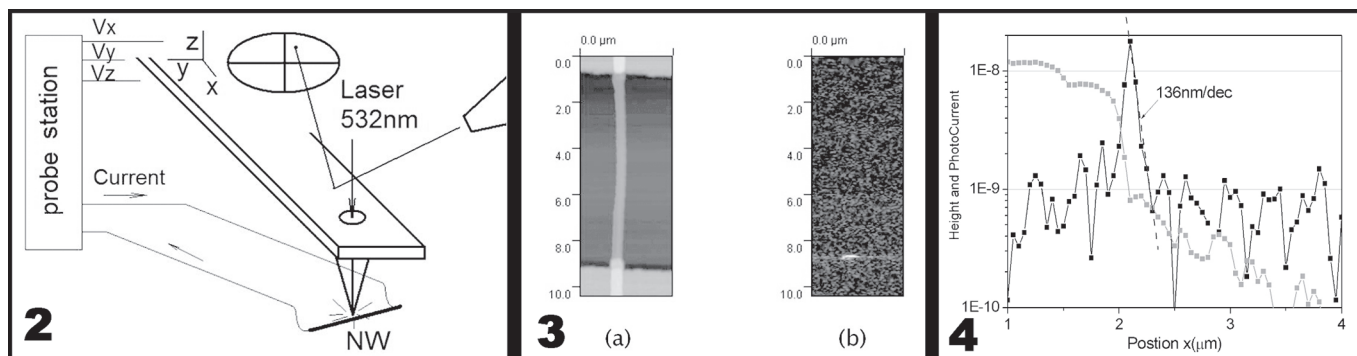 Vx
Vy
Vz
z
y
x
probe station
Laser
532nm
Current
NW
2
0.0 µm
0.0
2.0
4.0
6.0
8.0
10.0
(a)
0.0 µm
0.0
2.0
4.0
6.0
8.0
10.0
(b)
3
Height and PhotoCurrent
1E-8
1E-9
1E-10
136nm/dec
1
2
3
4
Postion x(µm)
4